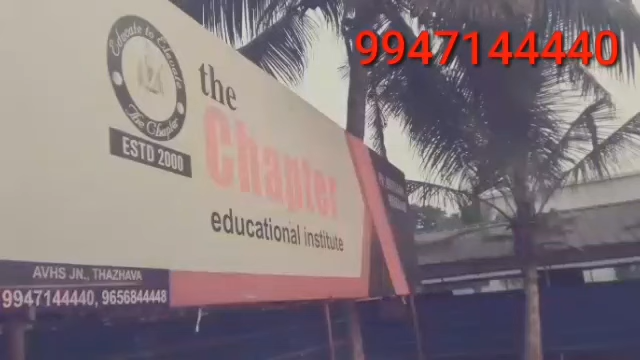 9947144440
Educate to Elevate
The Chapter
ESTD 2000
the
Chapter
educational institute
AVHS JN., THAZHAVA
9947144440, 9656844448